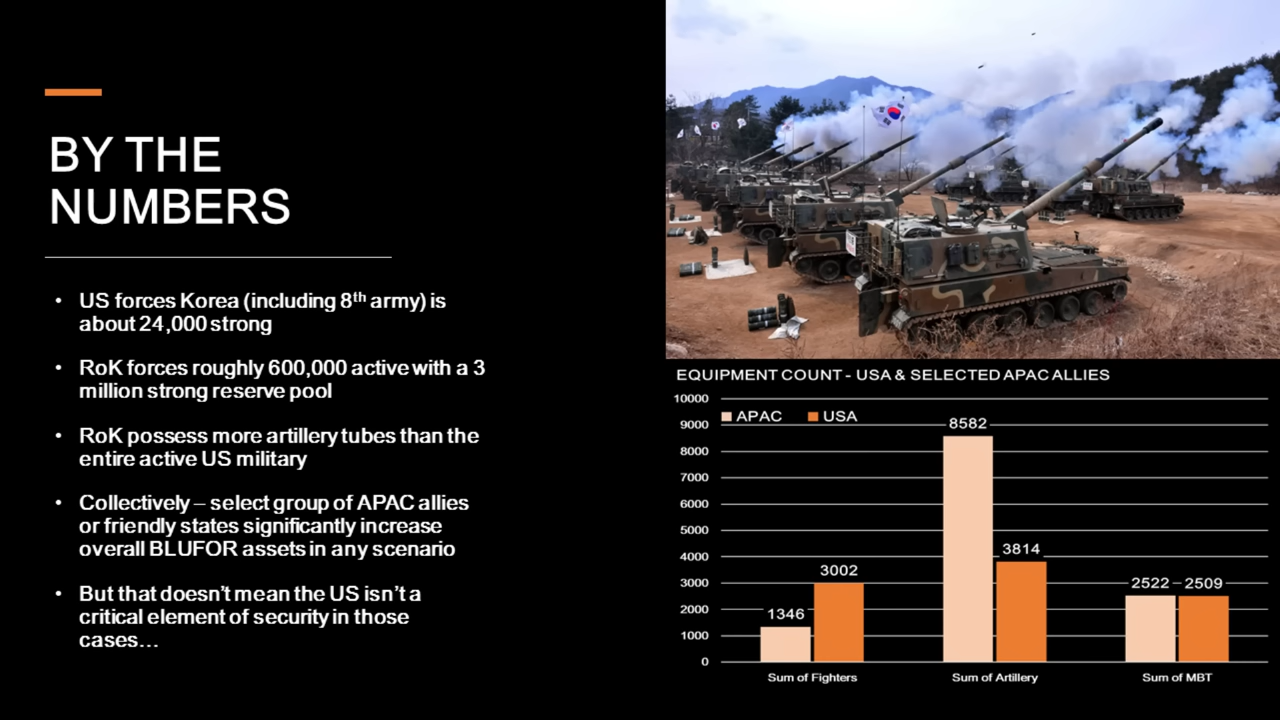 BY THE
NUMBERS
• US forces Korea (including 8th army) is
about 24,000 strong
• RoK forces roughly 600,000 active with a 3
million strong reserve pool
• RoK possess more artillery tubes than the
entire active US military
• Collectively – select group of APAC allies
or friendly states significantly increase
overall BLUFOR assets in any scenario
• But that doesn't mean the US isn't a
critical element of security in those
cases…
EQUIPMENT COUNT - USA & SELECTED APAC ALLIES
10000
APAC USA
9000
8000
7000
6000
5000
4000
3000
2000
1000
0
1346
3002
8582
3814
2522
2509
Sum of Fighters
Sum of Artillery
Sum of MBT